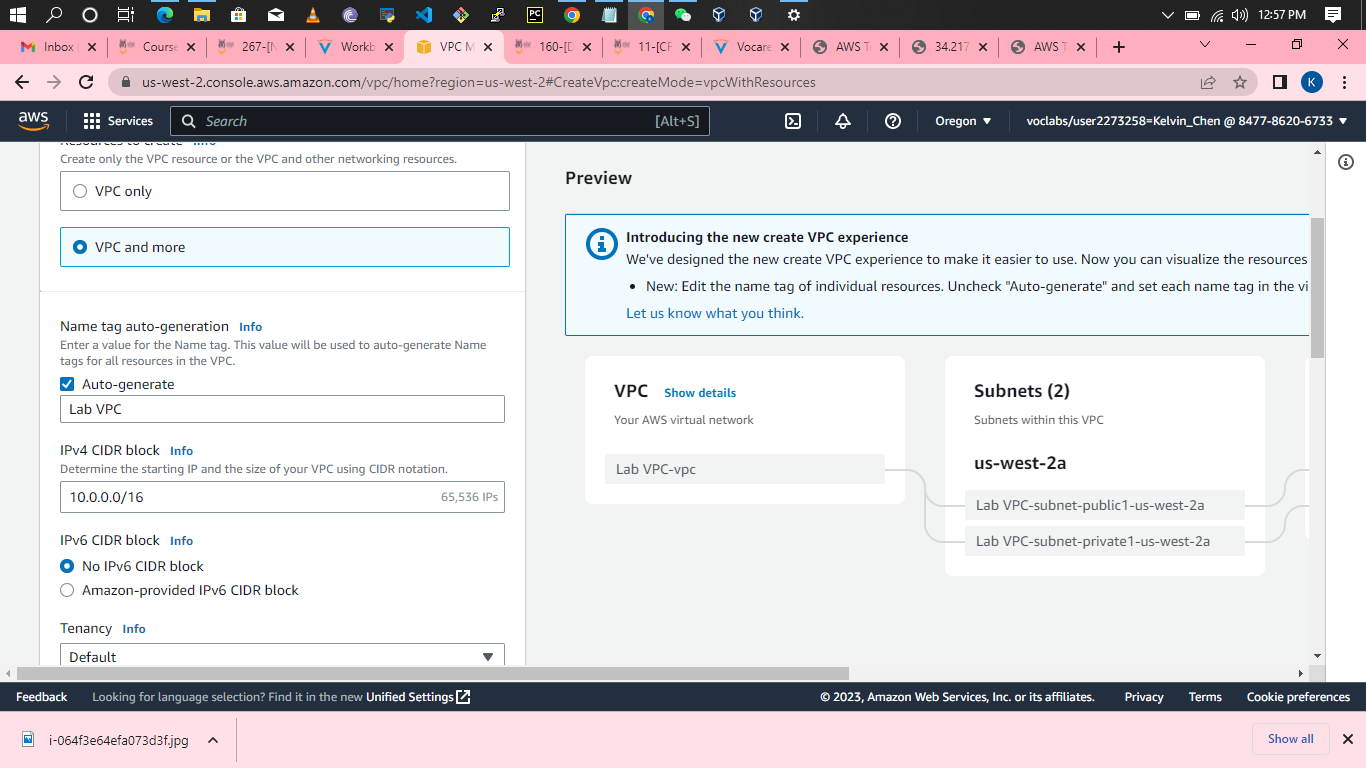 12:57 PM
Inbox (
Course
267-[N
Workb
VPC M
160-[D
11-[CF
Vocare
AWS T
34.217
AWS T
us-west-2.console.aws.amazon.com/vpc/home?region=us-west-2#CreateVpc:createMode=vpcWithResources
K
aws
Services
Search
[Alt+S]
Oregon
voclabs/user2273258=Kelvin_Chen @ 8477-8620-6733
Resources to create Info
Create only the VPC resource or the VPC and other networking resources.
VPC only
VPC and more
Name tag auto-generation Info
Enter a value for the Name tag. This value will be used to auto-generate Name
tags for all resources in the VPC.
Auto-generate
Lab VPC
IPv4 CIDR block Info
Determine the starting IP and the size of your VPC using CIDR notation.
10.0.0.0/16
65,536 IPs
IPv6 CIDR block Info
No IPv6 CIDR block
Amazon-provided IPv6 CIDR block
Tenancy Info
Default
Preview
Introducing the new create VPC experience
We've designed the new create VPC experience to make it easier to use. Now you can visualize the resources
• New: Edit the name tag of individual resources. Uncheck "Auto-generate" and set each name tag in the vi
Let us know what you think.
VPC Show details
Your AWS virtual network
Lab VPC-vpc
Subnets (2)
Subnets within this VPC
us-west-2a
Lab VPC-subnet-public1-us-west-2a
Lab VPC-subnet-private1-us-west-2a
Feedback
Looking for language selection? Find it in the new Unified Settings
© 2023, Amazon Web Services, Inc. or its affiliates.
Privacy
Terms
Cookie preferences
i-064f3e64efa073d3f.jpg
Show all